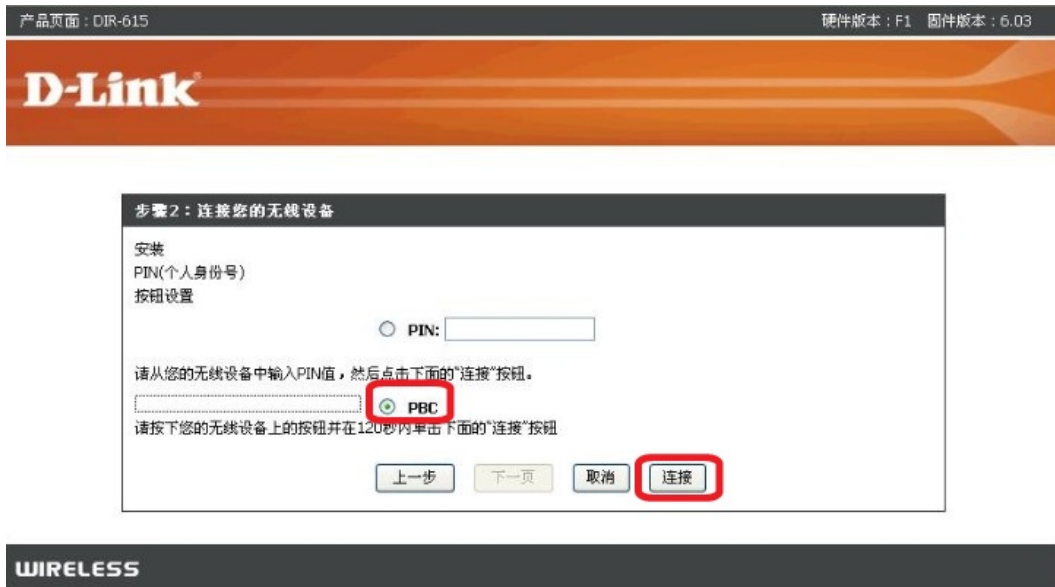 产品页面：DIR-615 硬件版本：F1 固件版本：6.03
D-Link
步骤2：连接您的无线设备
安装
PIN(个人身份号)
按钮设置
PIN:
请从您的无线设备中输入PIN值，然后点击下面的"连接"按钮。
PBC
请按下您的无线设备上的按钮并在120秒内单击下面的"连接"按钮
上一步 下一页 取消 连接
WIRELESS